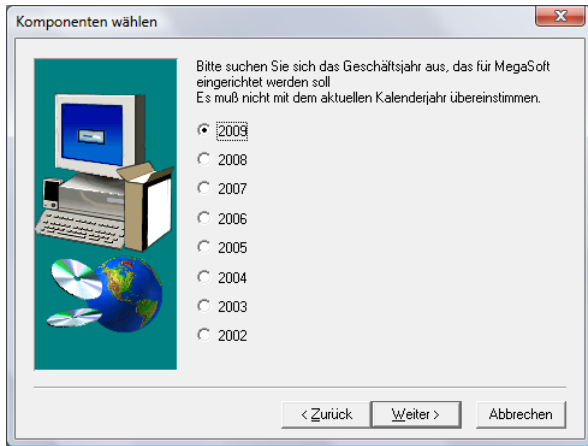 Komponenten wählen
Bitte suchen Sie sich das Geschäftsjahr aus, das für MegaSoft
eingerichtet werden soll
Es muß nicht mit dem aktuellen Kalenderjahr übereinstimmen.
2009
2008
2007
2006
2005
2004
2003
2002
< Zurück
Weiter >
Abbrechen